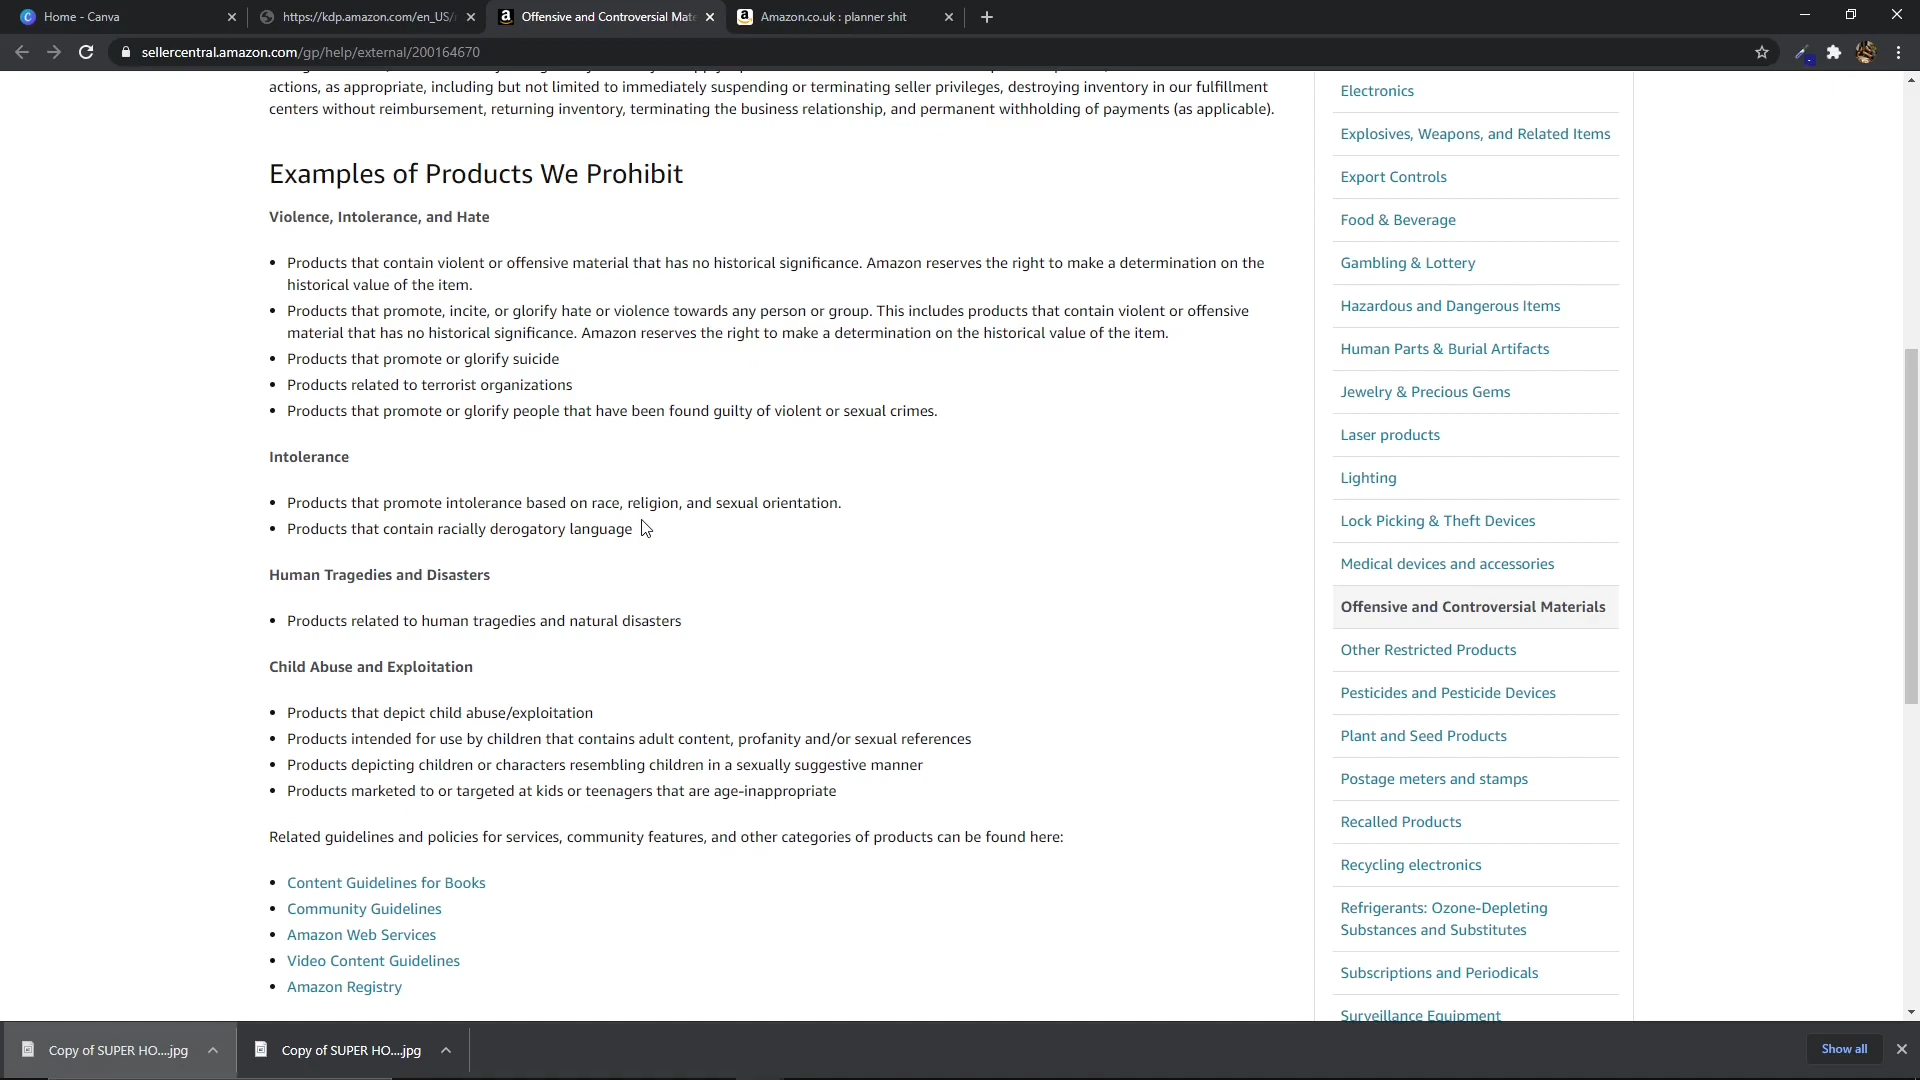 Home - Canva
https://kdp.amazon.com/en_US/
Offensive and Controversial Mate
Amazon.co.uk : planner shit
sellercentral.amazon.com/gp/help/external/200164670
actions, as appropriate, including but not limited to immediately suspending or terminating seller privileges, destroying inventory in our fulfillment
centers without reimbursement, returning inventory, terminating the business relationship, and permanent withholding of payments (as applicable).
Examples of Products We Prohibit
Violence, Intolerance, and Hate
• Products that contain violent or offensive material that has no historical significance. Amazon reserves the right to make a determination on the
historical value of the item.
• Products that promote, incite, or glorify hate or violence towards any person or group. This includes products that contain violent or offensive
material that has no historical significance. Amazon reserves the right to make a determination on the historical value of the item.
• Products that promote or glorify suicide
• Products related to terrorist organizations
• Products that promote or glorify people that have been found guilty of violent or sexual crimes.
Intolerance
• Products that promote intolerance based on race, religion, and sexual orientation.
• Products that contain racially derogatory language
Human Tragedies and Disasters
• Products related to human tragedies and natural disasters
Child Abuse and Exploitation
• Products that depict child abuse/exploitation
• Products intended for use by children that contains adult content, profanity and/or sexual references
• Products depicting children or characters resembling children in a sexually suggestive manner
• Products marketed to or targeted at kids or teenagers that are age-inappropriate
Related guidelines and policies for services, community features, and other categories of products can be found here:
• Content Guidelines for Books
• Community Guidelines
• Amazon Web Services
• Video Content Guidelines
• Amazon Registry
Electronics
Explosives, Weapons, and Related Items
Export Controls
Food & Beverage
Gambling & Lottery
Hazardous and Dangerous Items
Human Parts & Burial Artifacts
Jewelry & Precious Gems
Laser products
Lighting
Lock Picking & Theft Devices
Medical devices and accessories
Offensive and Controversial Materials
Other Restricted Products
Pesticides and Pesticide Devices
Plant and Seed Products
Postage meters and stamps
Recalled Products
Recycling electronics
Refrigerants: Ozone-Depleting
Substances and Substitutes
Subscriptions and Periodicals
Surveillance Equipment
Copy of SUPER HO....jpg
Copy of SUPER HO....jpg
Show all